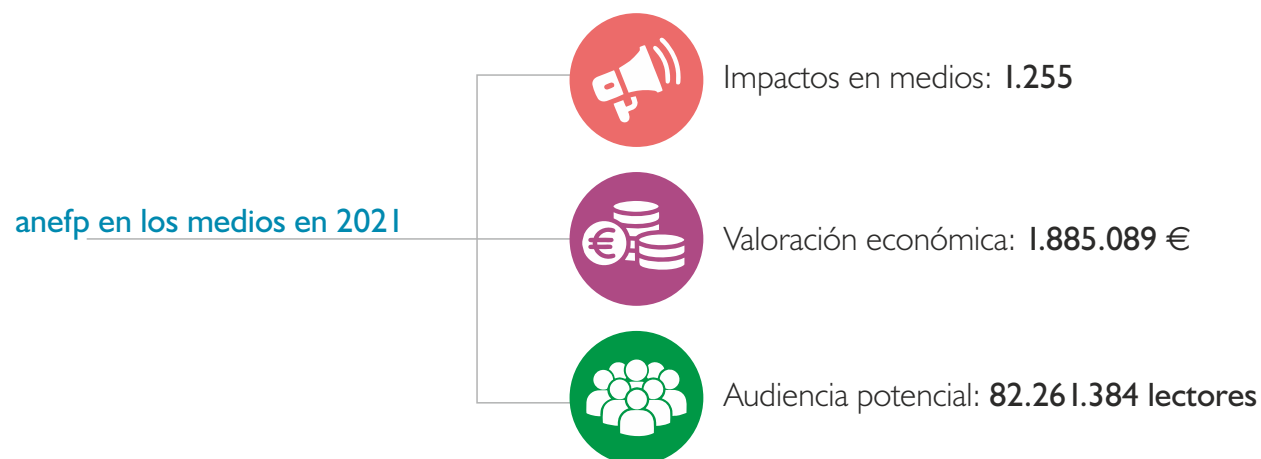 Impactos en medios: 1.255
anefp en los medios en 2021
Valoración económica: 1.885.089 €
Audiencia potencial: 82.261.384 lectores